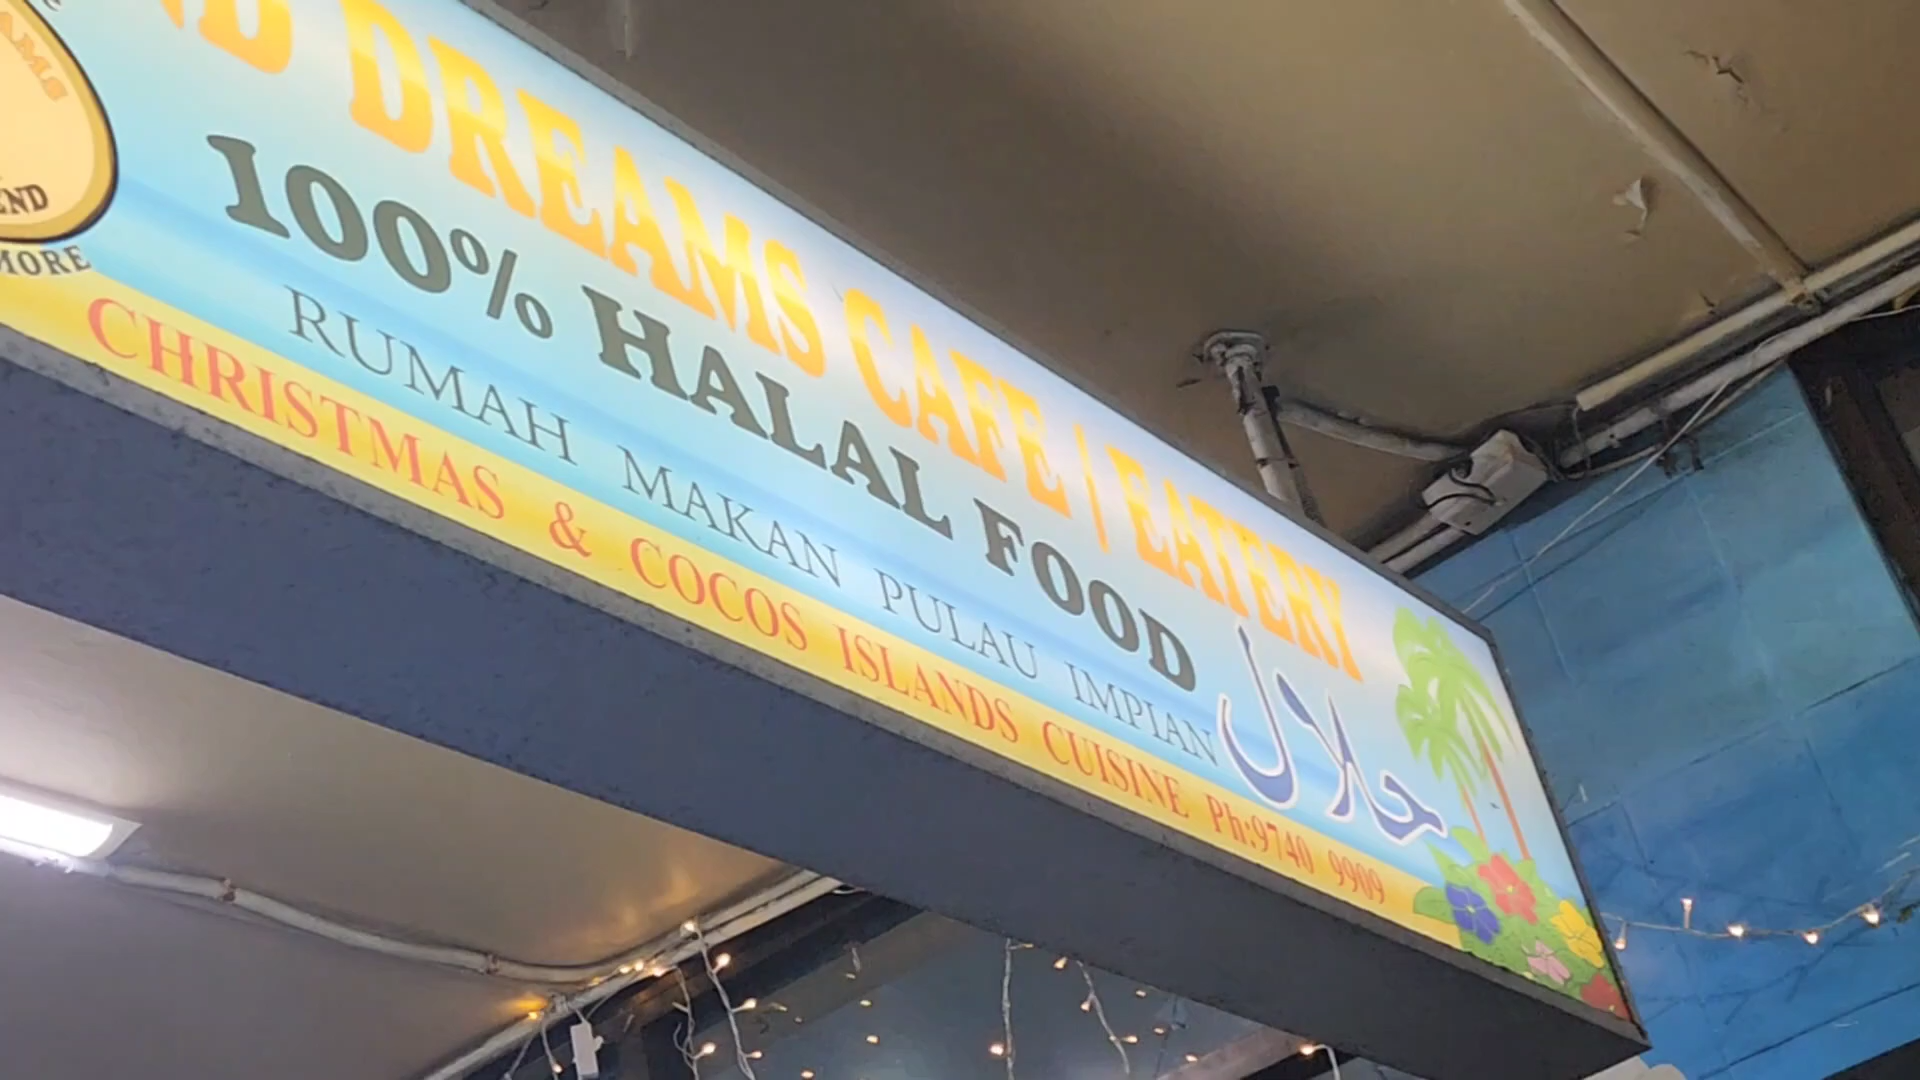 DREAMS CAFE | EATERY
100% HALAL FOOD
حلال
RUMAH MAKAN PULAU IMPIAN
CHRISTMAS & COCOS ISLANDS CUISINE Ph:9740 9909